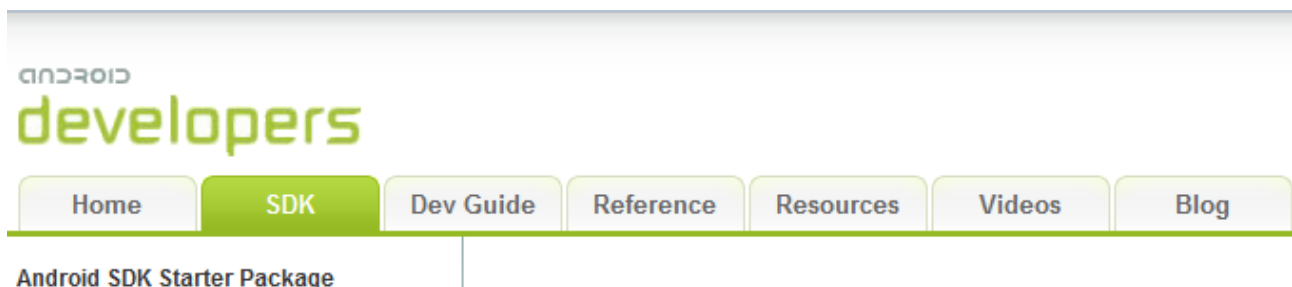 android
developers
Home SDK Dev Guide Reference Resources Videos Blog
Android SDK Starter Package